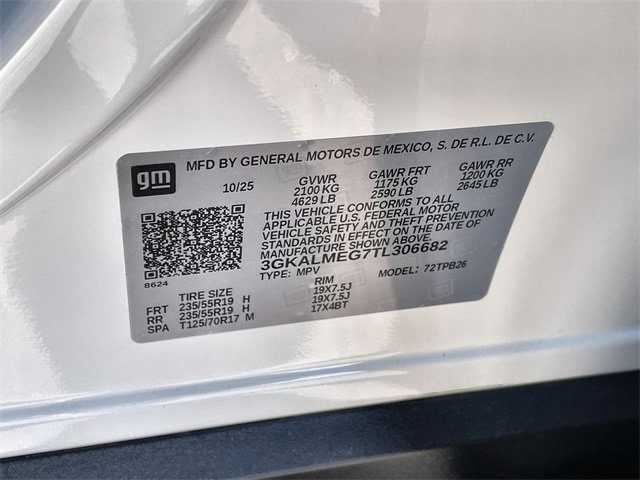 gm
MFD BY GENERAL MOTORS DE MEXICO, S. DE R.L. DE C.V.
10/25 GVWR GAWR FRT GAWR RR
2100 KG 1175 KG 1200 KG
4629 LB 2590 LB 2645 LB
THIS VEHICLE CONFORMS TO ALL
APPLICABLE U.S. FEDERAL MOTOR
VEHICLE SAFETY AND THEFT PREVENTION
STANDARDS IN EFFECT ON THE DATE OF
MANUFACTURE SHOWN ABOVE
3GKALMEG7TL306682
TYPE: MPV MODEL: 72TPB26
8624
TIRE SIZE RIM
FRT 235/55R19 H 19X7.5J
RR 235/55R19 H 19X7.5J
SPA T125/70R17 M 17X4BT